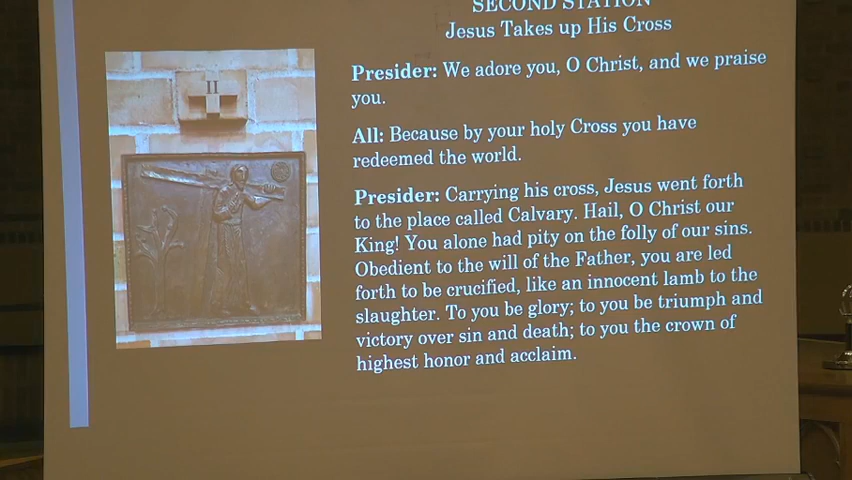 SECOND STATION
Jesus Takes up His Cross
Presider: We adore you, O Christ, and we praise
you.
All: Because by your holy Cross you have
redeemed the world.
Presider: Carrying his cross, Jesus went forth
to the place called Calvary. Hail, O Christ our
King! You alone had pity on the folly of our sins.
Obedient to the will of the Father, you are led
forth to be crucified, like an innocent lamb to the
slaughter. To you be glory; to you be triumph and
victory over sin and death; to you the crown of
highest honor and acclaim.
II